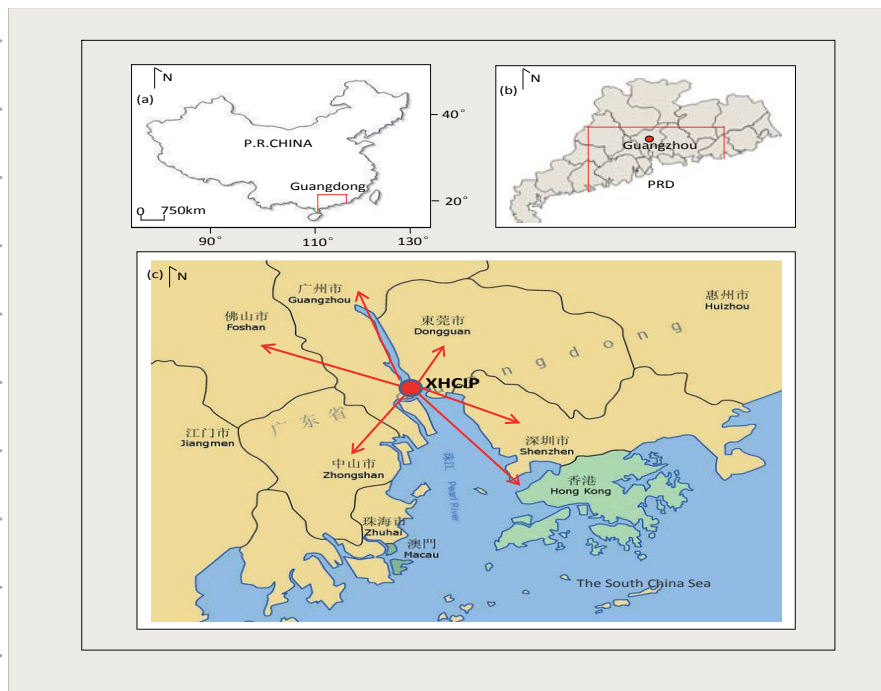 N
(a)
P.R.CHINA
Guangdong
0 750km
40°
20°
90° 110° 130°
(b)
N
Guangzhou
PRD
(c)
N
广州市
Guangzhou
佛山市
Foshan
東莞市
Dongguan
惠州市
Huizhou
ngdong
XHCIP
广东省
江门市
Jiangmen
中山市
Zhongshan
深圳市
Shenzhen
珠江 Pearl River
香港
Hong Kong
珠海市
Zhuhai
澳門
Macau
The South China Sea